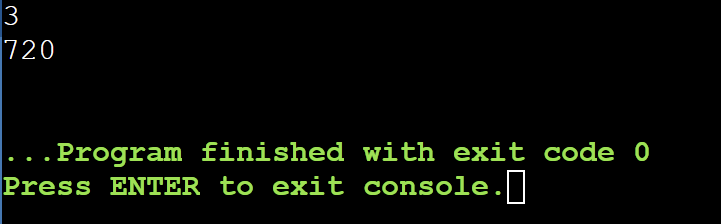 3
720
...Program finished with exit code 0
Press ENTER to exit console.